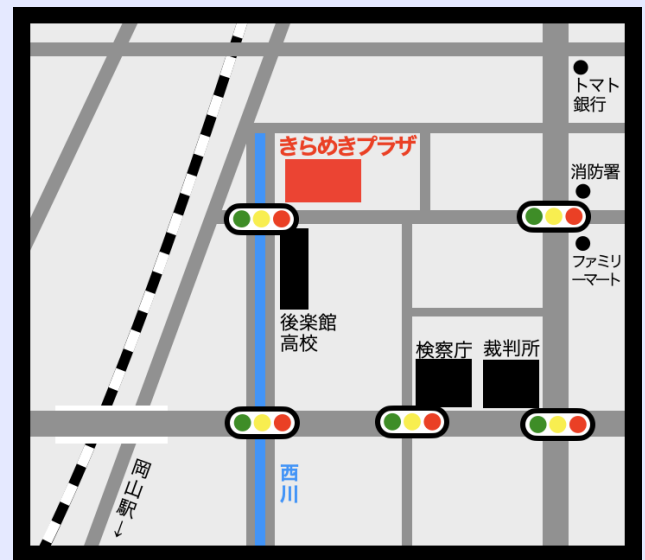 トマト
銀行
きらめきプラザ
消防署
ファミリ
ーマート
後楽館
高校
検察庁
裁判所
西川
岡山駅↓